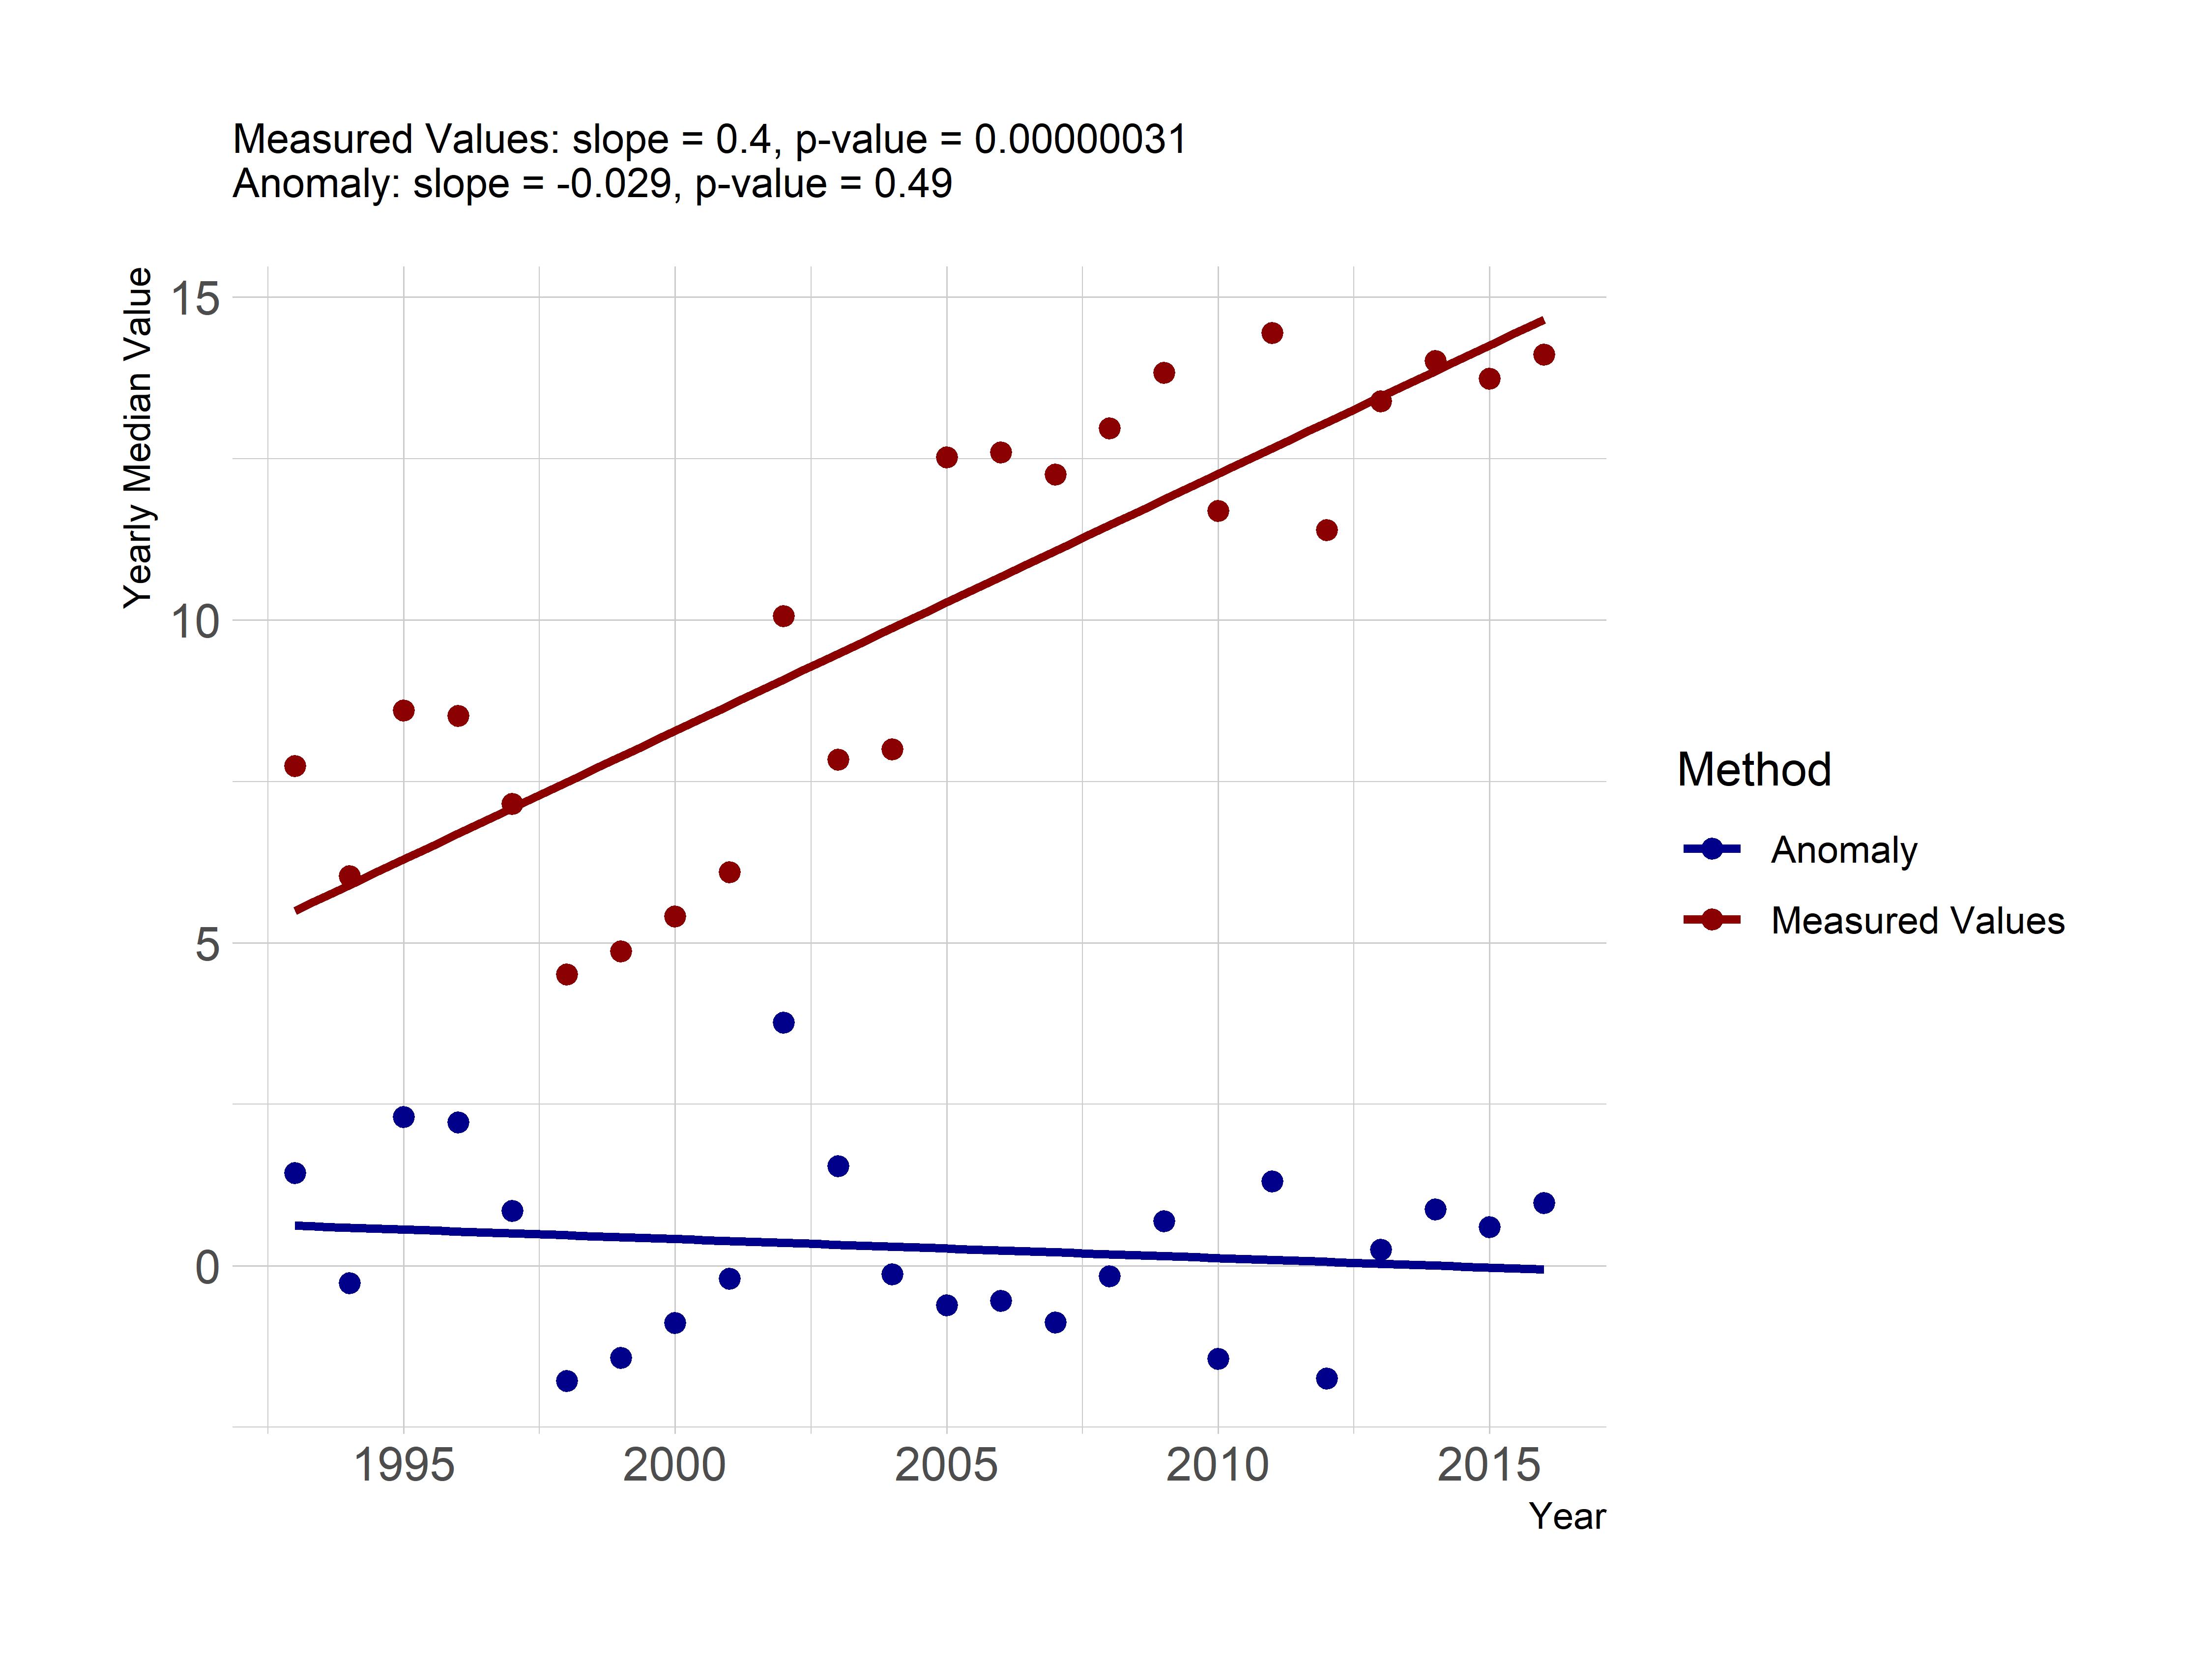 Measured Values: slope = 0.4, p-value = 0.00000031
Anomaly: slope = -0.029, p-value = 0.49
Yearly Median Value
15
10
5
0
1995 2000 2005 2010 2015
Year
Method
Anomaly
Measured Values